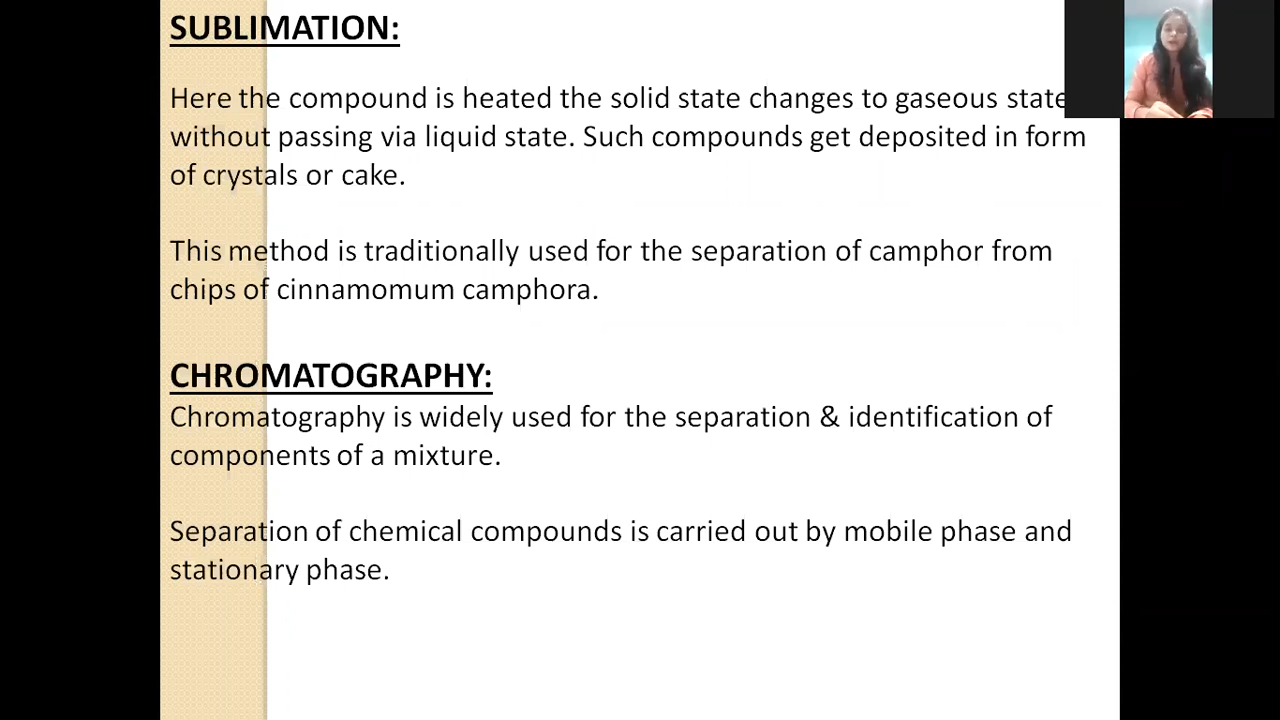 SUBLIMATION:
Here the compound is heated the solid state changes to gaseous state
without passing via liquid state. Such compounds get deposited in form
of crystals or cake.
This method is traditionally used for the separation of camphor from
chips of cinnamomum camphora.
CHROMATOGRAPHY:
Chromatography is widely used for the separation & identification of
components of a mixture.
Separation of chemical compounds is carried out by mobile phase and
stationary phase.